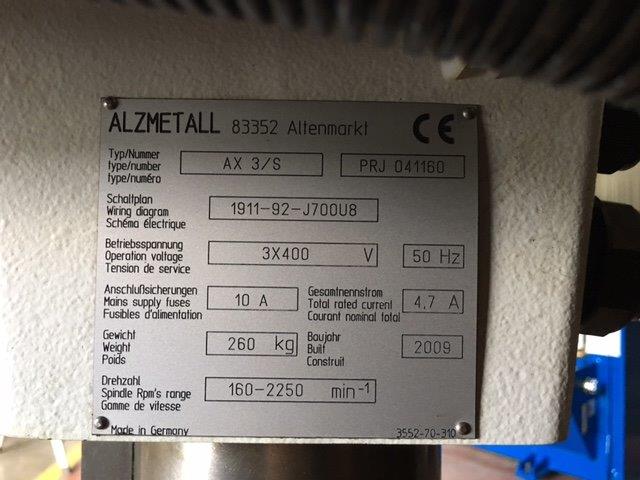 ALZMETALL 83352 Altenmarkt CE
Typ/Nummer
type/number AX 3/S PRJ 041160
type/numéro
Schaltplan
Wiring diagram 1911-92-J700U8
Schéma électrique
Betriebsspannung
Operation voltage 3X400 V 50 Hz
Tension de service
Anschlußsicherungen Gesamtnennstrom
Mains supply fuses 10 A Total rated current 4,7 A
Fusibles d'alimentation Courant nominal total
Gewicht Baujahr
Weight 260 kg Built 2009
Poids Construit
Drehzahl
Spindle Rpm's range 160-2250 min⁻¹
Gamme de vitesse
Made in Germany 3552-70-310